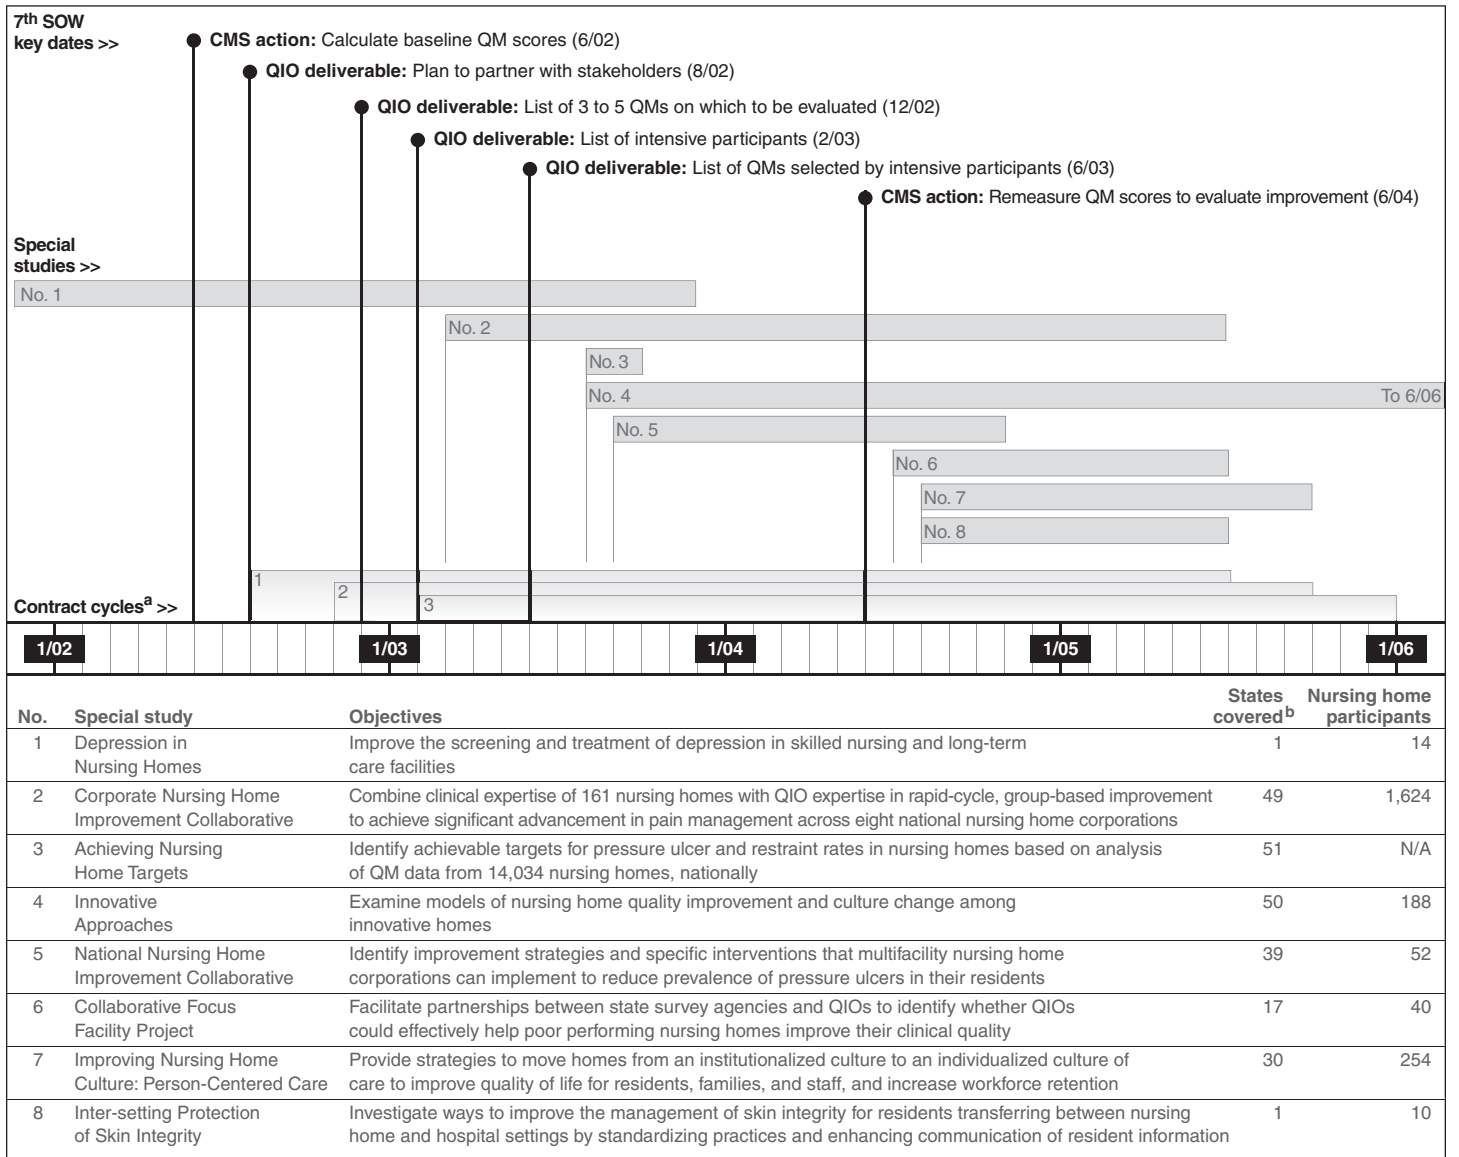 7th SOW
key dates >>
CMS action: Calculate baseline QM scores (6/02)
QIO deliverable: Plan to partner with stakeholders (8/02)
QIO deliverable: List of 3 to 5 QMs on which to be evaluated (12/02)
QIO deliverable: List of intensive participants (2/03)
QIO deliverable: List of QMs selected by intensive participants (6/03)
CMS action: Remeasure QM scores to evaluate improvement (6/04)
Special
studies >>
No. 1
No. 2
No. 3
No. 4 To 6/06
No. 5
No. 6
No. 7
No. 8
1
2
3
Contract cycles a >>
1/02 1/03 1/04 1/05 1/06
States Nursing home
No. Special study Objectives covered b participants
1 Depression in Improve the screening and treatment of depression in skilled nursing and long-term 1 14
Nursing Homes care facilities
2 Corporate Nursing Home Combine clinical expertise of 161 nursing homes with QIO expertise in rapid-cycle, group-based improvement 49 1,624
Improvement Collaborative to achieve significant advancement in pain management across eight national nursing home corporations
3 Achieving Nursing Identify achievable targets for pressure ulcer and restraint rates in nursing homes based on analysis 51 N/A
Home Targets of QM data from 14,034 nursing homes, nationally
4 Innovative Examine models of nursing home quality improvement and culture change among 50 188
Approaches innovative homes
5 National Nursing Home Identify improvement strategies and specific interventions that multifacility nursing home 39 52
Improvement Collaborative corporations can implement to reduce prevalence of pressure ulcers in their residents
6 Collaborative Focus Facilitate partnerships between state survey agencies and QIOs to identify whether QIOs 17 40
Facility Project could effectively help poor performing nursing homes improve their clinical quality
7 Improving Nursing Home Provide strategies to move homes from an institutionalized culture to an individualized culture of 30 254
Culture: Person-Centered Care care to improve quality of life for residents, families, and staff, and increase workforce retention
8 Inter-setting Protection Investigate ways to improve the management of skin integrity for residents transferring between nursing 1 10
of Skin Integrity home and hospital settings by standardizing practices and enhancing communication of resident information